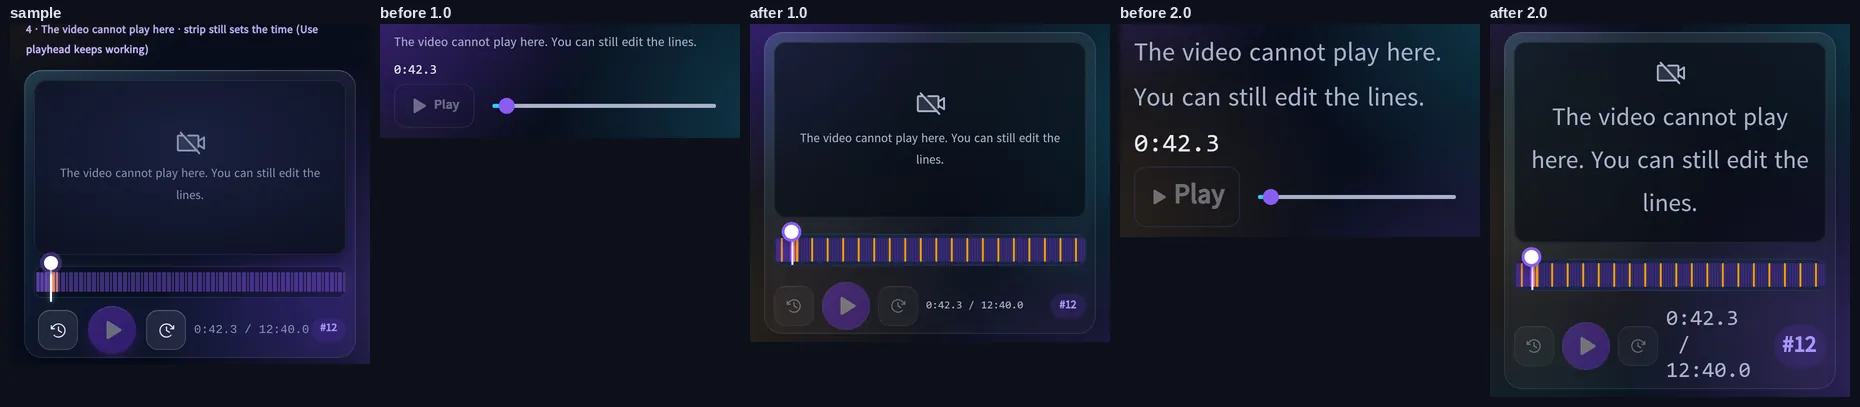 sample
before 1.0
after 1.0
before 2.0
after 2.0
4 · The video cannot play here · strip still sets the time (Use
playhead keeps working)
The video cannot play here. You can still edit the
lines.
0:42.3 / 12:40.0
#12
The video cannot play here. You can still edit the lines.
0:42.3
Play
The video cannot play here. You can still edit the
lines.
0:42.3 / 12:40.0
#12
The video cannot play here.
You can still edit the lines.
0:42.3
Play
The video cannot play
here. You can still edit the
lines.
0:42.3
/
12:40.0
#12